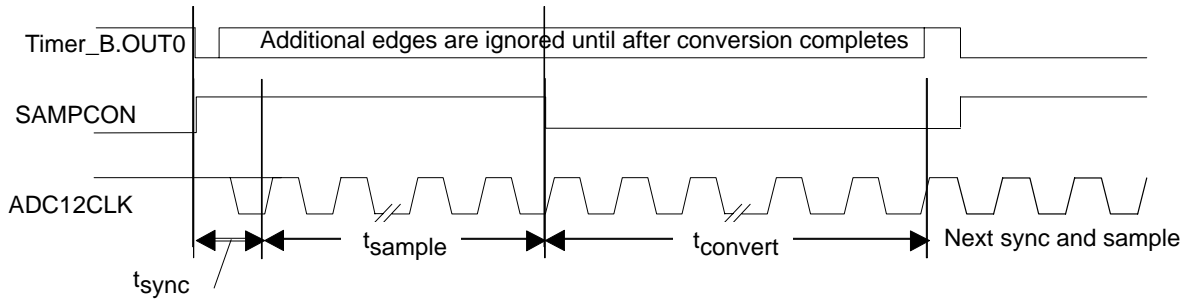 Timer_B.OUT0
Additional edges are ignored until after conversion completes
SAMPCON
ADC12CLK
tsample
tconvert
Next sync and sample
tsync